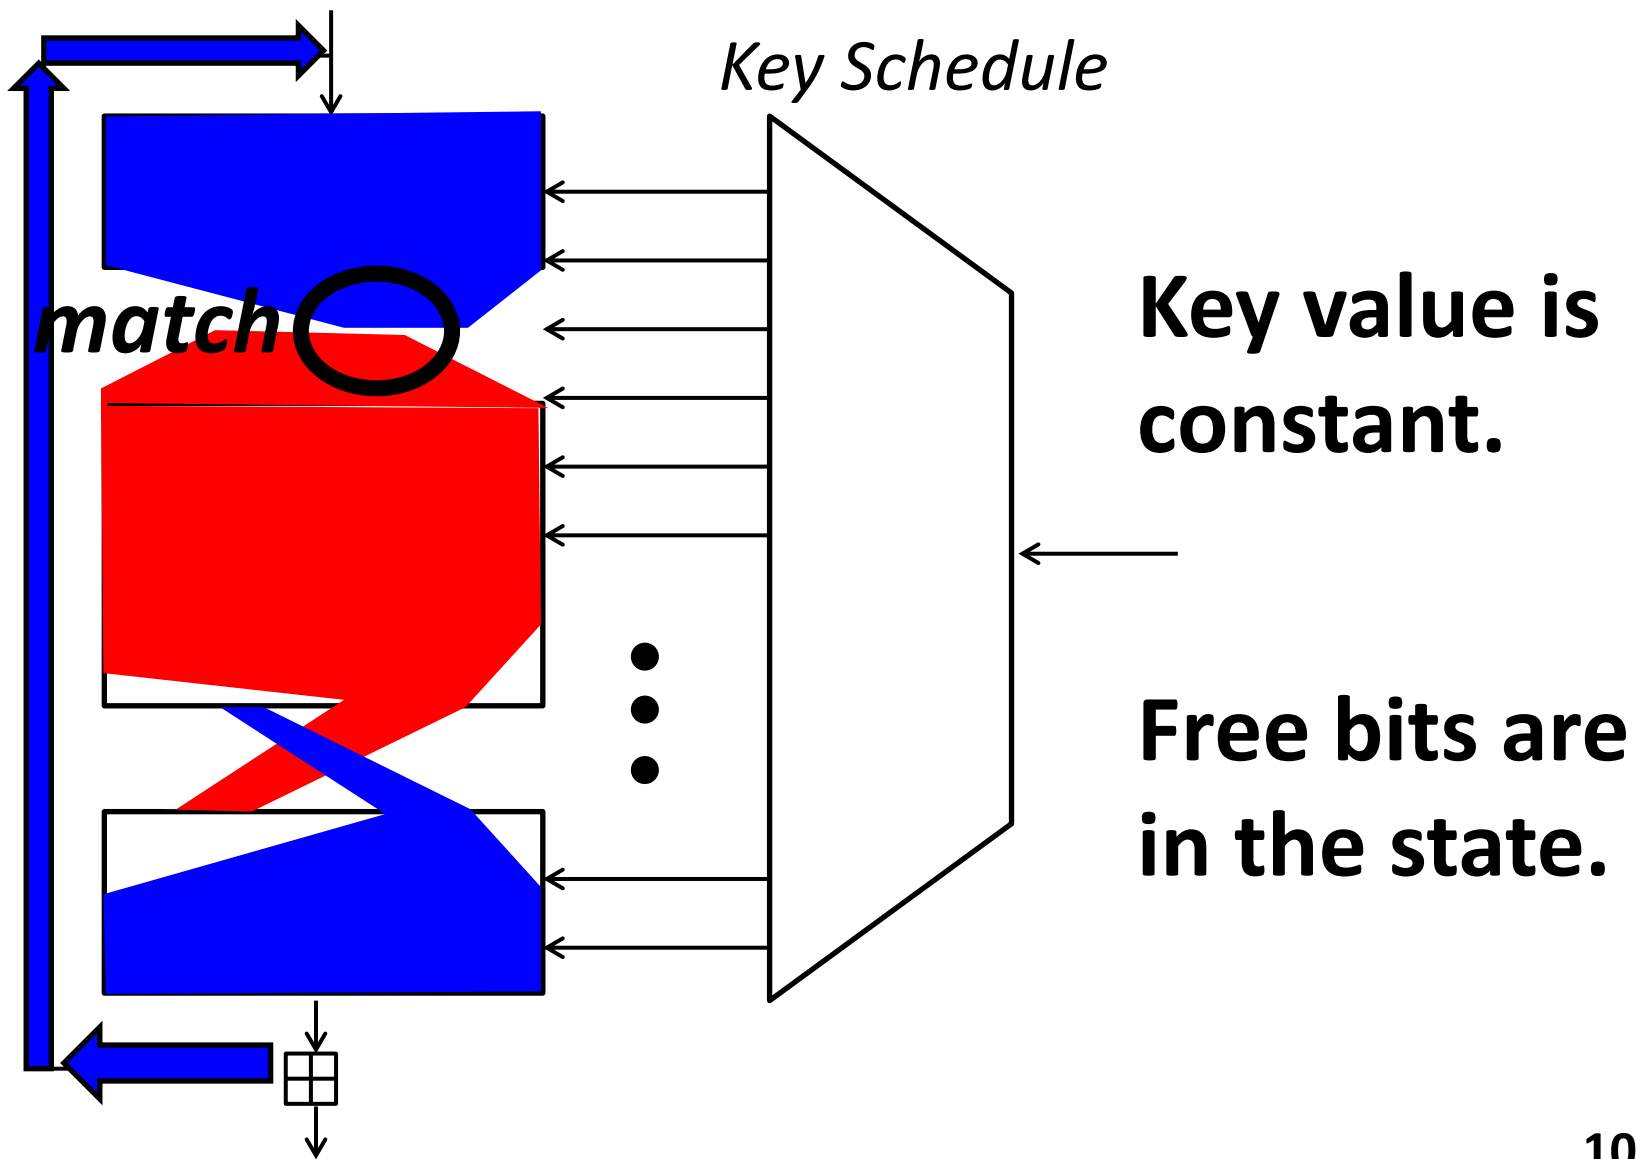 Key Schedule
match
Key value is
constant.
Free bits are
in the state.
10